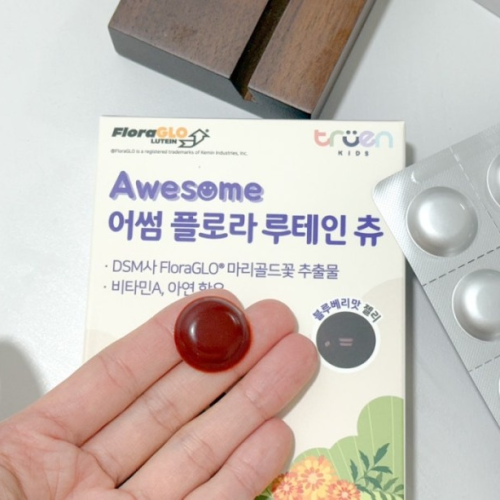 FloraGLO
LUTEIN
®FloraGLO is a registered trademarks of Kemin Industries, Inc.
trüen
KIDS
Awesome
어썸 플로라 루테인 츄
· DSM사 FloraGLO® 마리골드꽃 추출물
· 비타민A, 아연 함유
블루베리맛 젤리